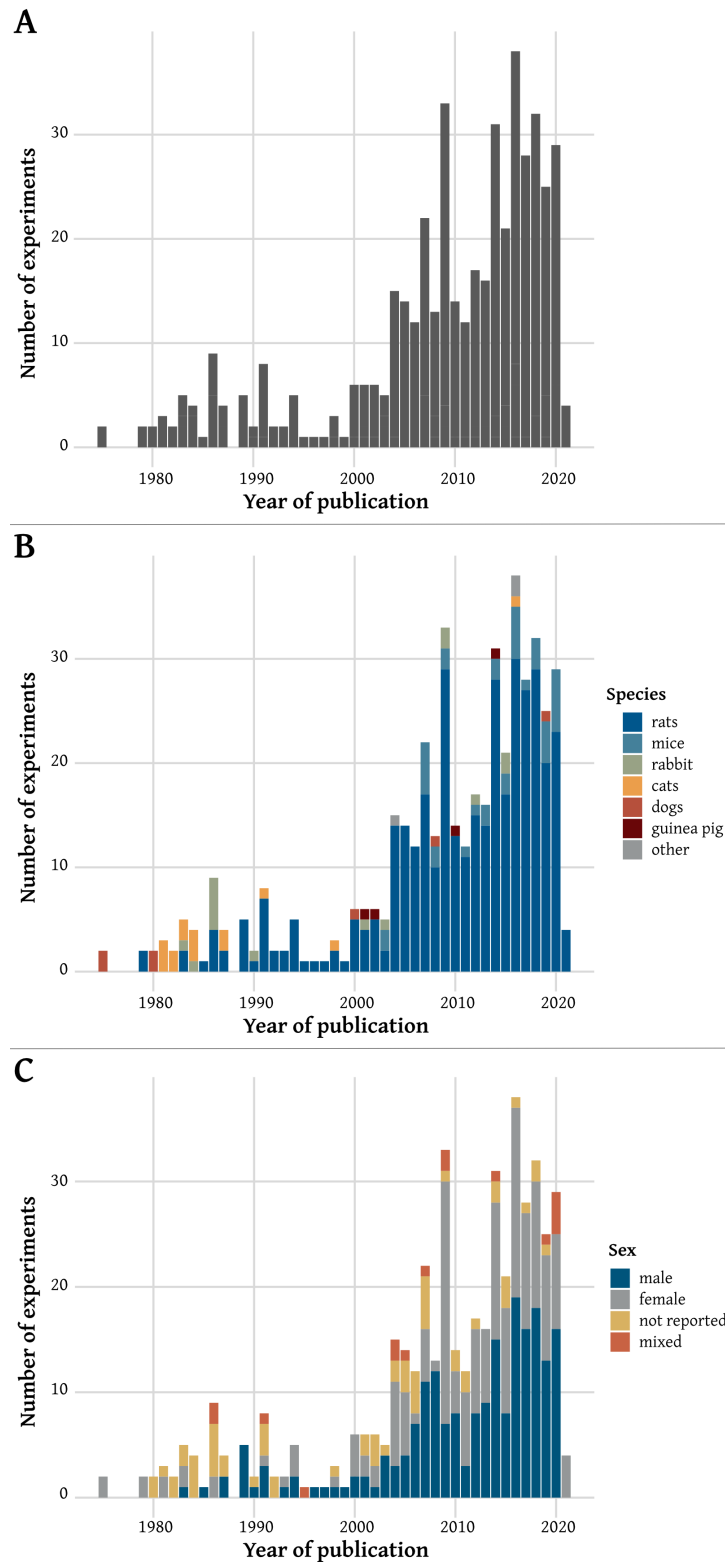 A
Number of experiments
30
20
10
0
1980 1990 2000 2010 2020
Year of publication
B
Number of experiments
30
20
10
0
1980 1990 2000 2010 2020
Year of publication
Species
rats
mice
rabbit
cats
dogs
guinea pig
other
C
Number of experiments
30
20
10
0
1980 1990 2000 2010 2020
Year of publication
Sex
male
female
not reported
mixed